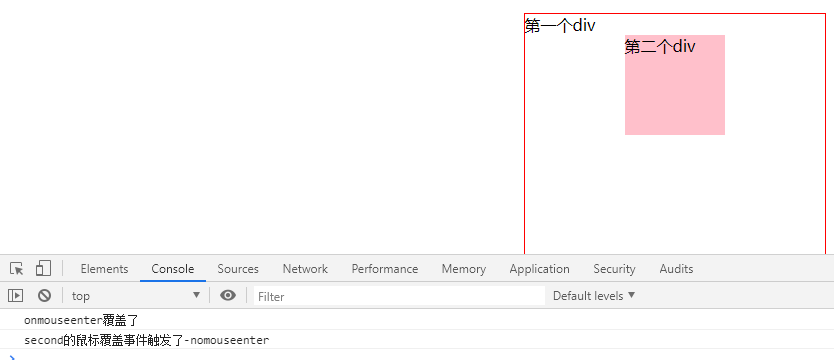 第一个div
第二个div
Elements Console Sources Network Performance Memory Application Security Audits
top Filter Default levels
onmouseenter覆盖了
second的鼠标覆盖事件触发了-nomouseenter